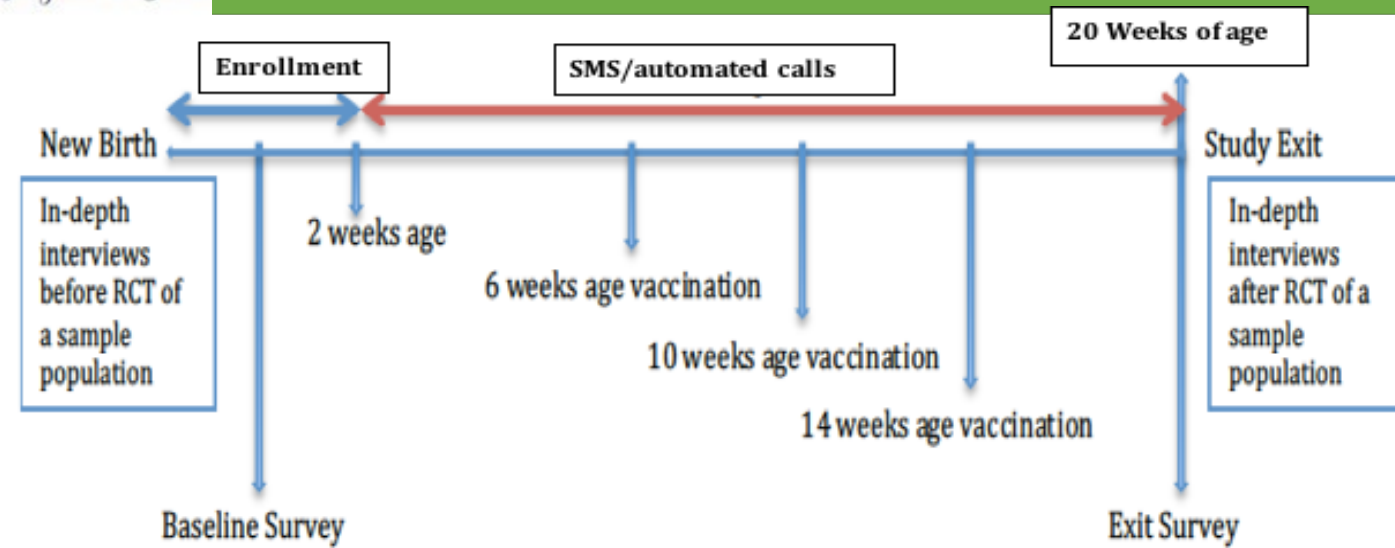 20 Weeks of age
Enrollment
SMS/automated calls
New Birth
Study Exit
In-depth
interviews
before RCT of
a sample
population
2 weeks age
6 weeks age vaccination
10 weeks age vaccination
14 weeks age vaccination
In-depth
interviews
after RCT of a
sample
population
Baseline Survey
Exit Survey